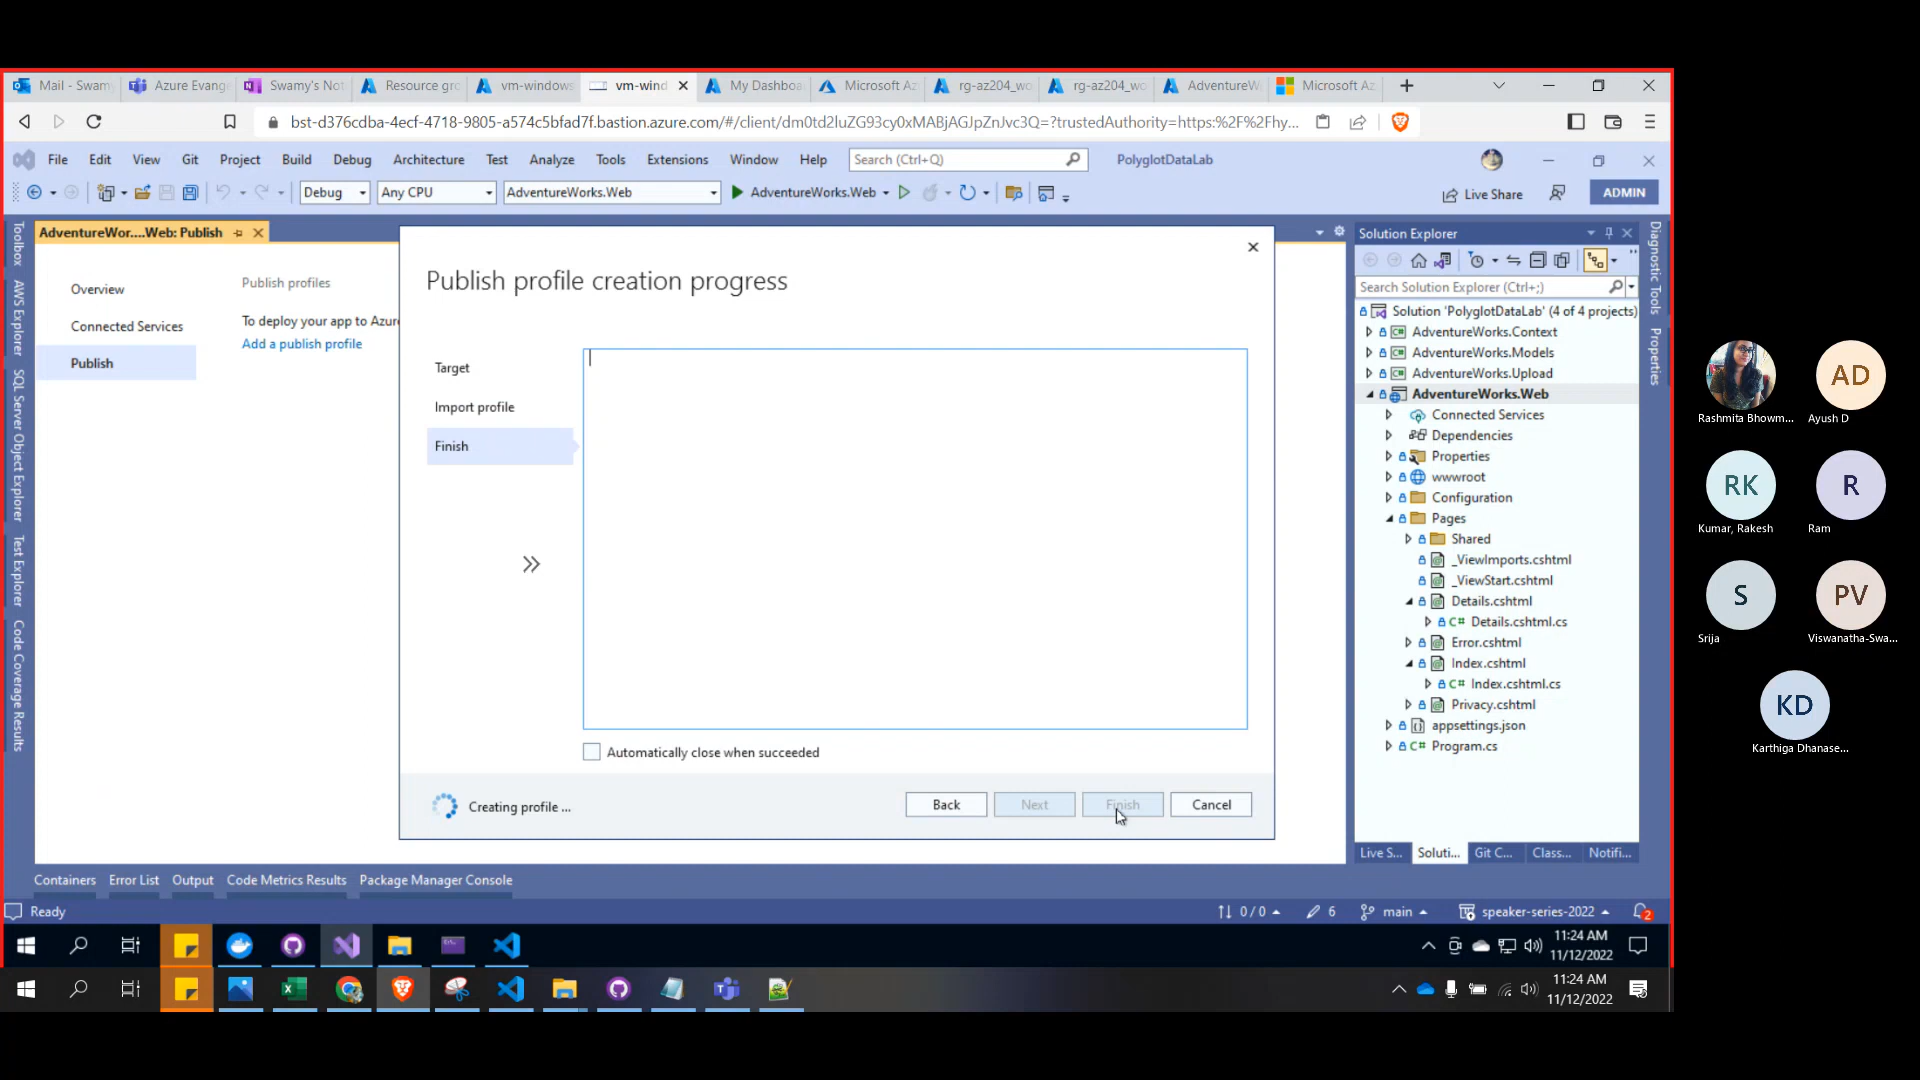 Mail - Swamy
Azure Evang
Swamy's Not
Resource gro
vm-windows
vm-wind
My Dashboa
Microsoft Az
rg-az204_wo
rg-az204_wo
AdventureW
Microsoft Az
bst-d376cdba-4ecf-4718-9805-a574c5bfad7f.bastion.azure.com/#/client/dm0td2luZG93cy0xMABjAGJpZnJvc3Q=?trustedAuthority=https:%2F%2Fhy...
File Edit View Git Project Build Debug Architecture Test Analyze Tools Extensions Window Help
Search (Ctrl+Q)
PolyglotDataLab
Debug
Any CPU
AdventureWorks.Web
AdventureWorks.Web
Live Share
ADMIN
Toolbox
AWS Explorer
SQL Server Object Explorer
Test Explorer
Code Coverage Results
AdventureWor....Web: Publish
Overview
Connected Services
Publish
Publish profiles
To deploy your app to Azur
Add a publish profile
Publish profile creation progress
Target
Import profile
Finish
Automatically close when succeeded
Creating profile ...
Back
Next
Finish
Cancel
Solution Explorer
Search Solution Explorer (Ctrl+;)
Solution 'PolyglotDataLab' (4 of 4 projects)
AdventureWorks.Context
AdventureWorks.Models
AdventureWorks.Upload
AdventureWorks.Web
Connected Services
Dependencies
Properties
wwwroot
Configuration
Pages
Shared
_ViewImports.cshtml
_ViewStart.cshtml
Details.cshtml
C# Details.cshtml.cs
Error.cshtml
Index.cshtml
C# Index.cshtml.cs
Privacy.cshtml
appsettings.json
C# Program.cs
Live S...
Soluti...
Git C...
Class...
Notifi...
Diagnostic Tools
Properties
Containers
Error List
Output
Code Metrics Results
Package Manager Console
Ready
0 / 0
6
main
speaker-series-2022
2
11:24 AM
11/12/2022
11:24 AM
11/12/2022
Rashmita Bhowm...
AD
Ayush D
RK
Kumar, Rakesh
R
Ram
S
Srija
PV
Viswanatha-Swa...
KD
Karthiga Dhanase...